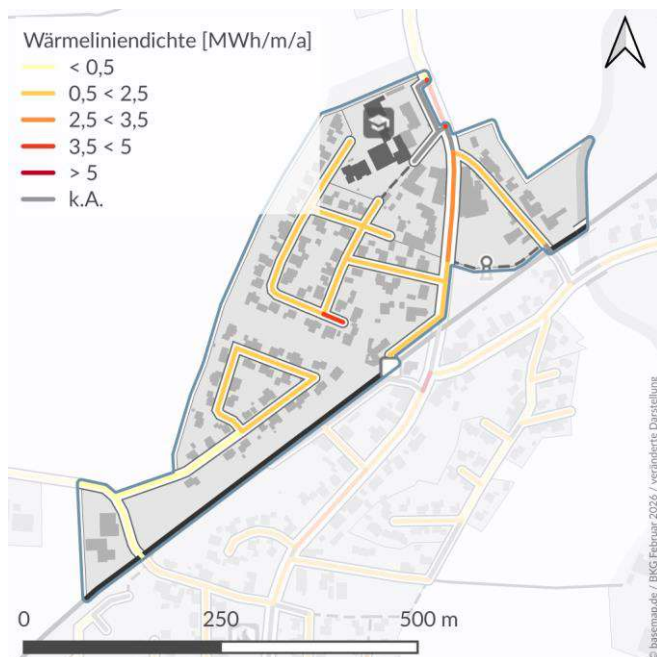 Wärmeliniendichte [MWh/m/a]
< 0,5
0,5 < 2,5
2,5 < 3,5
3,5 < 5
> 5
k.A.
0 250 500 m
© basemap.de / BKG Februar 2026 / veränderte Darstellung